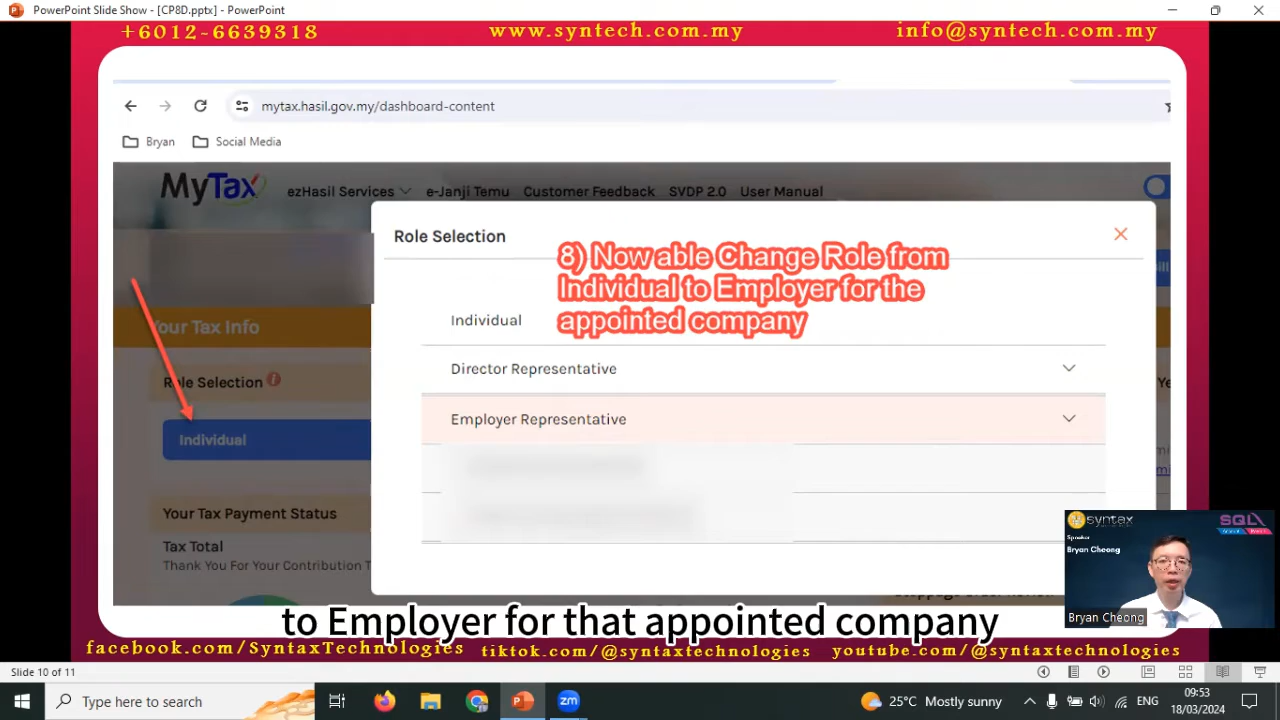 PowerPoint Slide Show - [CP8D.pptx] - PowerPoint
+6012-6639318
www.syntech.com.my
info@syntech.com.my
mytax.hasil.gov.my/dashboard-content
Bryan
Social Media
MyTax
ezHasil Services
e-Janji Temu
Customer Feedback
SVDP 2.0
User Manual
Role Selection
8) Now able Change Role from
Individual to Employer for the
appointed company
Your Tax Info
Individual
Director Representative
Role Selection
Employer Representative
Individual
Your Tax Payment Status
Tax Total
Thank You For Your Contribution T
syntax
SQL
Speaker
Bryan Cheong
Bryan Cheong
to Employer for that appointed company
facebook.com/SyntaxTechnologies
tiktok.com/@syntaxtechnologies
youtube.com/@syntaxtechnologies
Slide 10 of 11
Type here to search
zm
25°C Mostly sunny
ENG
09:53
18/03/2024